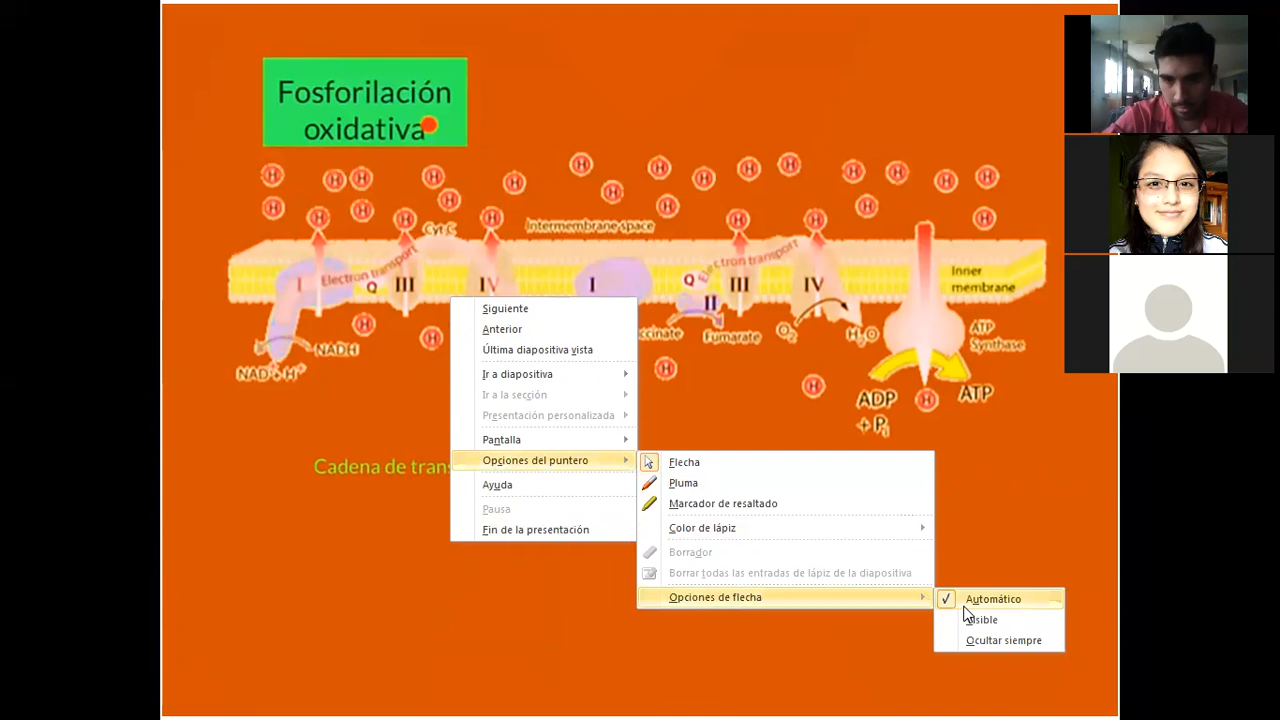 Fosforilación
oxidativa
H H H H H H H H H H H H H
H H H H H H H
H H H H H H
Cyt C
Intermembrane space
Electron transport
Electron transport
I Q III IV I Q II III IV
Inner
membrane
H H
NAD + H⁺
NADH
ccinate
Fumarate
O₂
H₂O
ATP
Synthase
H H
ADP
+ Pi
H
ATP
Cadena de trans
Siguiente
Anterior
Última diapositiva vista
Ir a diapositiva
Ir a la sección
Presentación personalizada
Pantalla
Opciones del puntero
Ayuda
Pausa
Fin de la presentación
Flecha
Pluma
Marcador de resaltado
Color de lápiz
Borrador
Borrar todas las entradas de lápiz de la diapositiva
Opciones de flecha
Automático
isible
Ocultar siempre